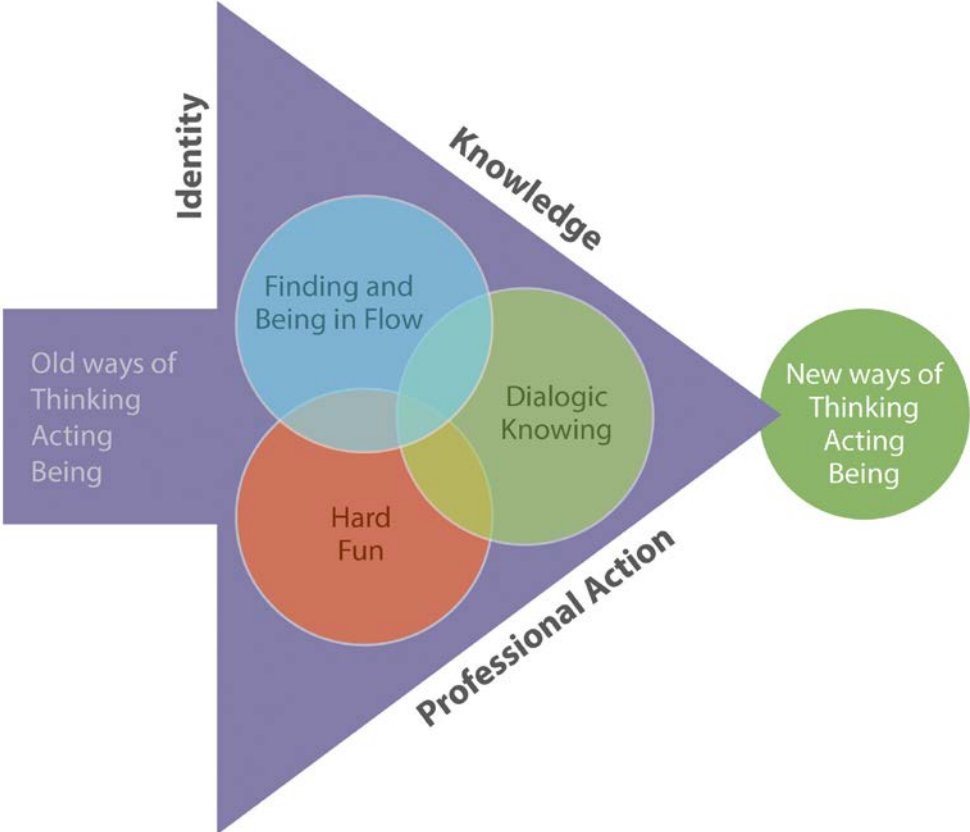 Identity
Knowledge
Finding and
Being in Flow
Old ways of
Thinking
Acting
Being
Dialogic
Knowing
New ways of
Thinking
Acting
Being
Hard
Fun
Professional Action